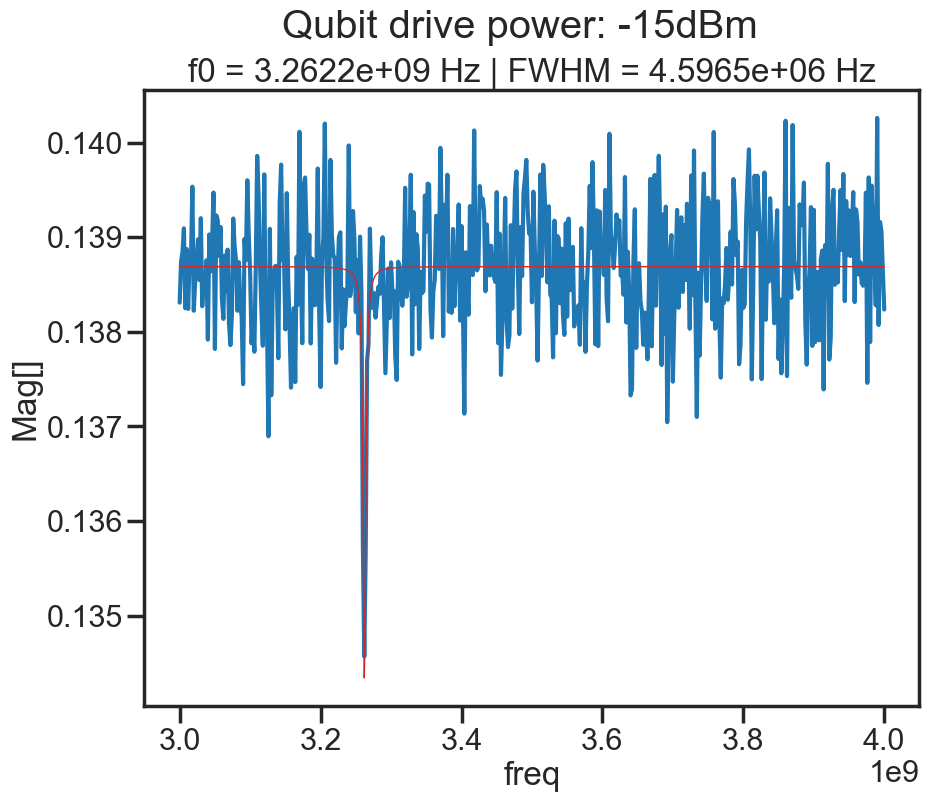 Qubit drive power: -15dBm
f0 = 3.2622e+09 Hz | FWHM = 4.5965e+06 Hz
0.140
0.139
0.138
0.137
0.136
0.135
Mag[]
3.0 3.2 3.4 3.6 3.8 4.0
1e9
freq